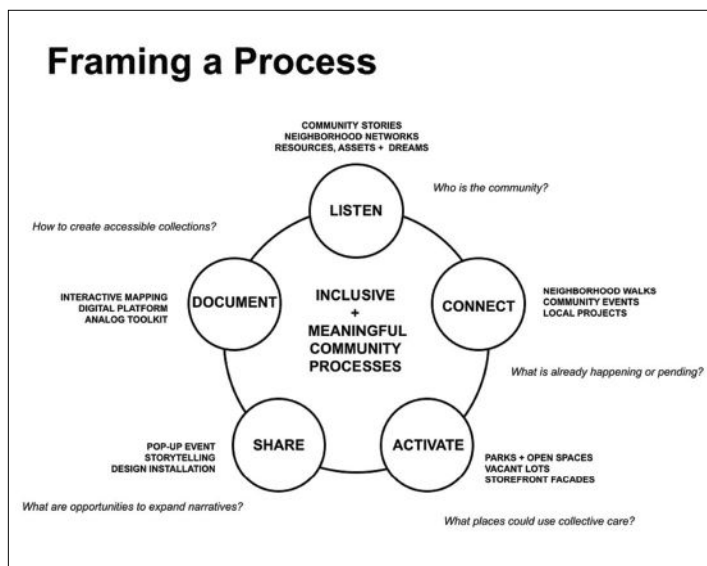 Framing a Process
COMMUNITY STORIES
NEIGHBORHOOD NETWORKS
RESOURCES, ASSETS + DREAMS
LISTEN
Who is the community?
How to create accessible collections?
DOCUMENT
INTERACTIVE MAPPING
DIGITAL PLATFORM
ANALOG TOOLKIT
INCLUSIVE
+
MEANINGFUL
COMMUNITY
PROCESSES
CONNECT
NEIGHBORHOOD WALKS
COMMUNITY EVENTS
LOCAL PROJECTS
What is already happening or pending?
POP-UP EVENT
STORYTELLING
DESIGN INSTALLATION
SHARE
ACTIVATE
PARKS + OPEN SPACES
VACANT LOTS
STOREFRONT FACADES
What are opportunities to expand narratives?
What places could use collective care?